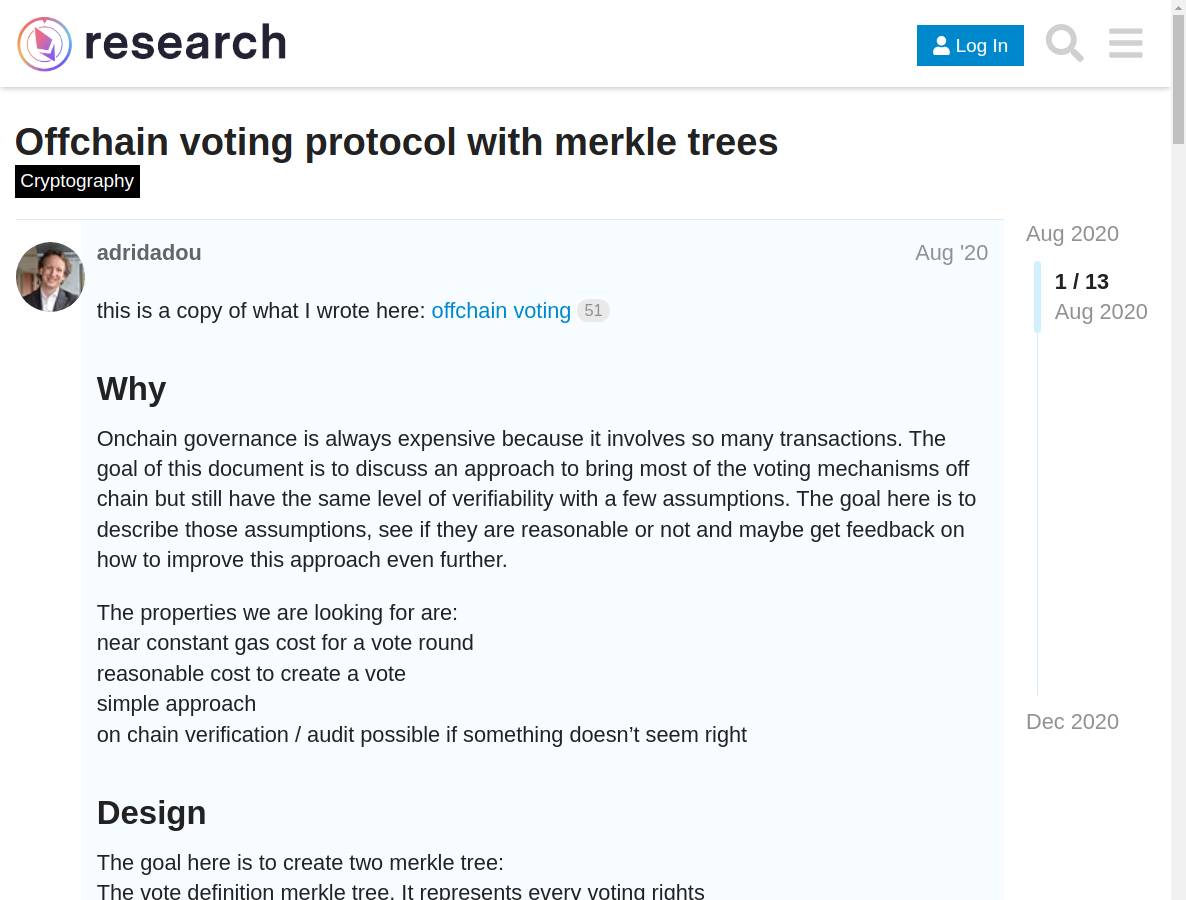 research
Log In
Offchain voting protocol with merkle trees
Cryptography
adridadou
Aug '20
this is a copy of what I wrote here: offchain voting 51
Why
Onchain governance is always expensive because it involves so many transactions. The
goal of this document is to discuss an approach to bring most of the voting mechanisms off
chain but still have the same level of verifiability with a few assumptions. The goal here is to
describe those assumptions, see if they are reasonable or not and maybe get feedback on
how to improve this approach even further.
The properties we are looking for are:
near constant gas cost for a vote round
reasonable cost to create a vote
simple approach
on chain verification / audit possible if something doesn’t seem right
Design
The goal here is to create two merkle tree:
The vote definition merkle tree. It represents every voting rights
Aug 2020
1 / 13
Aug 2020
Dec 2020